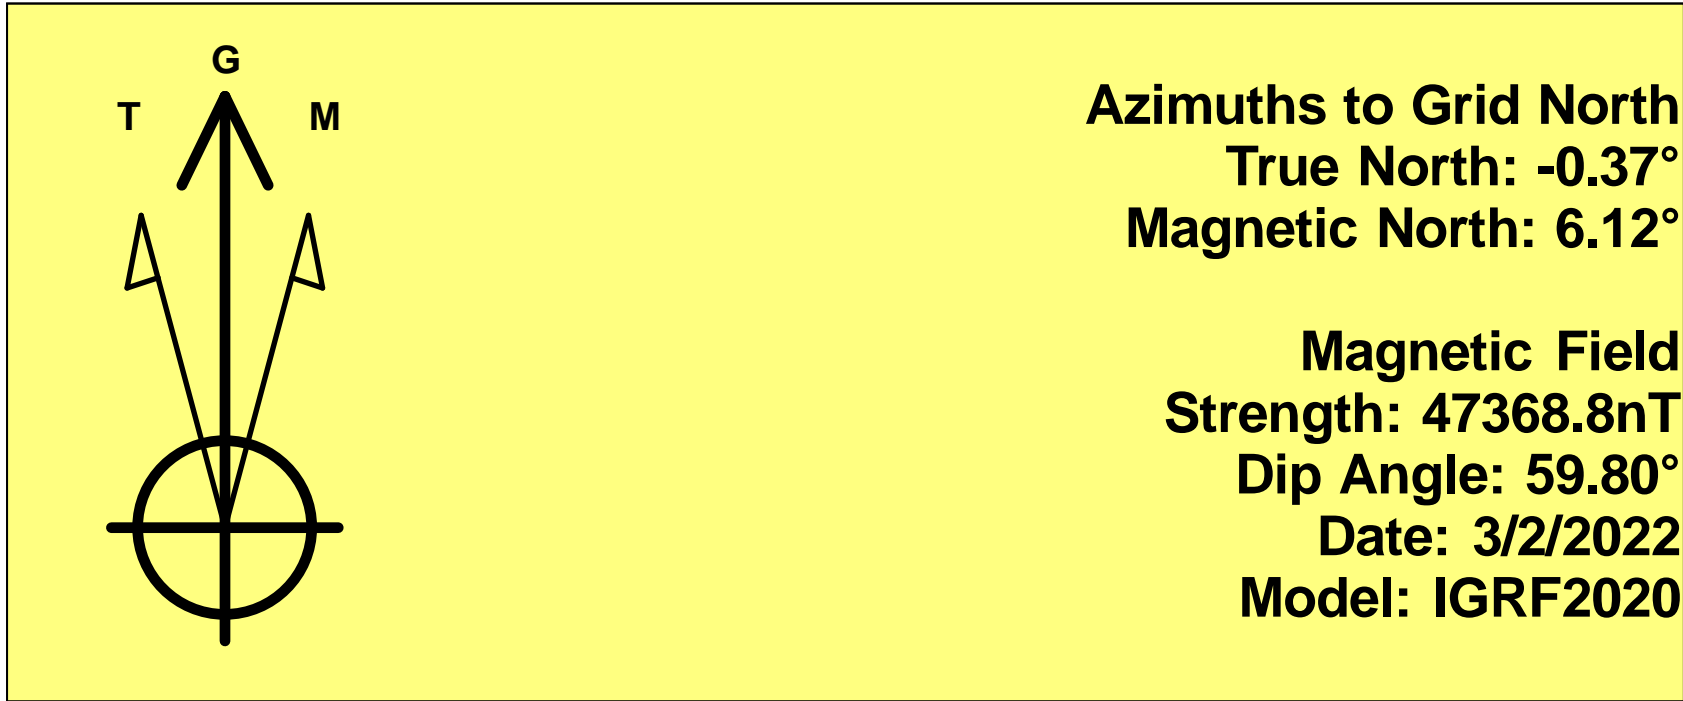 G
T M
Azimuths to Grid North
True North: -0.37°
Magnetic North: 6.12°
Magnetic Field
Strength: 47368.8nT
Dip Angle: 59.80°
Date: 3/2/2022
Model: IGRF2020